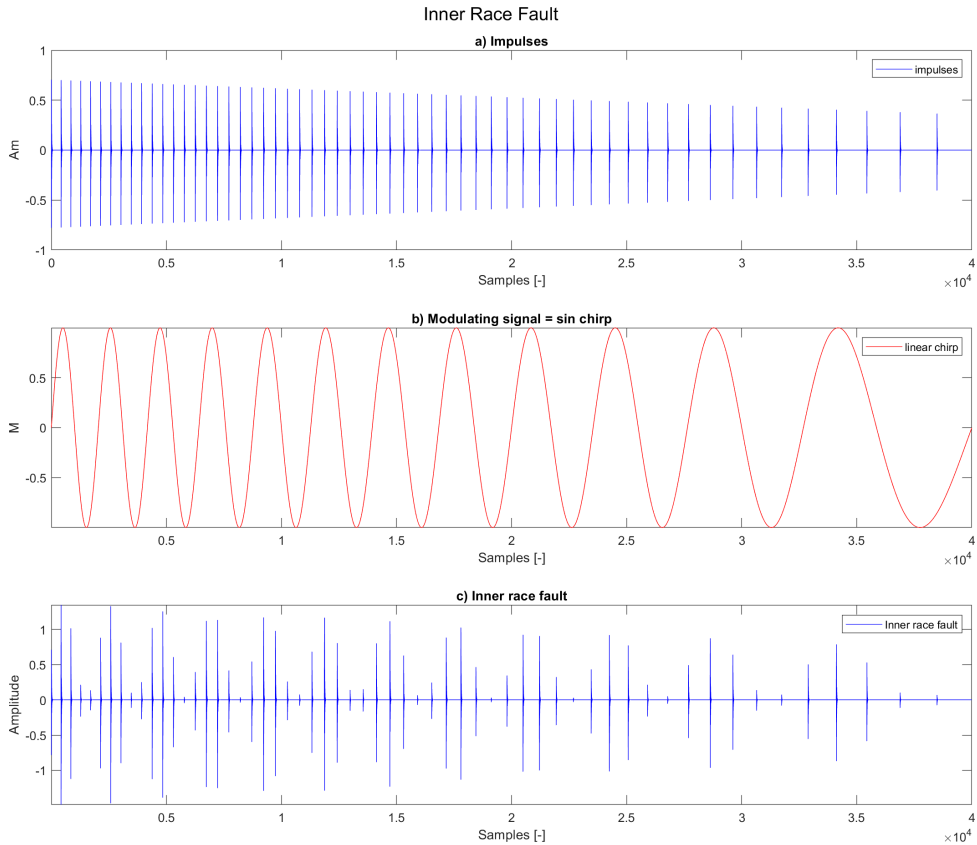 Inner Race Fault
a) Impulses
1
0.5
0
-0.5
-1
Am
impulses
0 0.5 1 1.5 2 2.5 3 3.5 4
Samples [-]
×10⁴
b) Modulating signal = sin chirp
0.5
0
-0.5
M
linear chirp
0.5 1 1.5 2 2.5 3 3.5 4
Samples [-]
×10⁴
c) Inner race fault
1
0.5
0
-0.5
-1
Amplitude
Inner race fault
0 0.5 1 1.5 2 2.5 3 3.5 4
Samples [-]
×10⁴